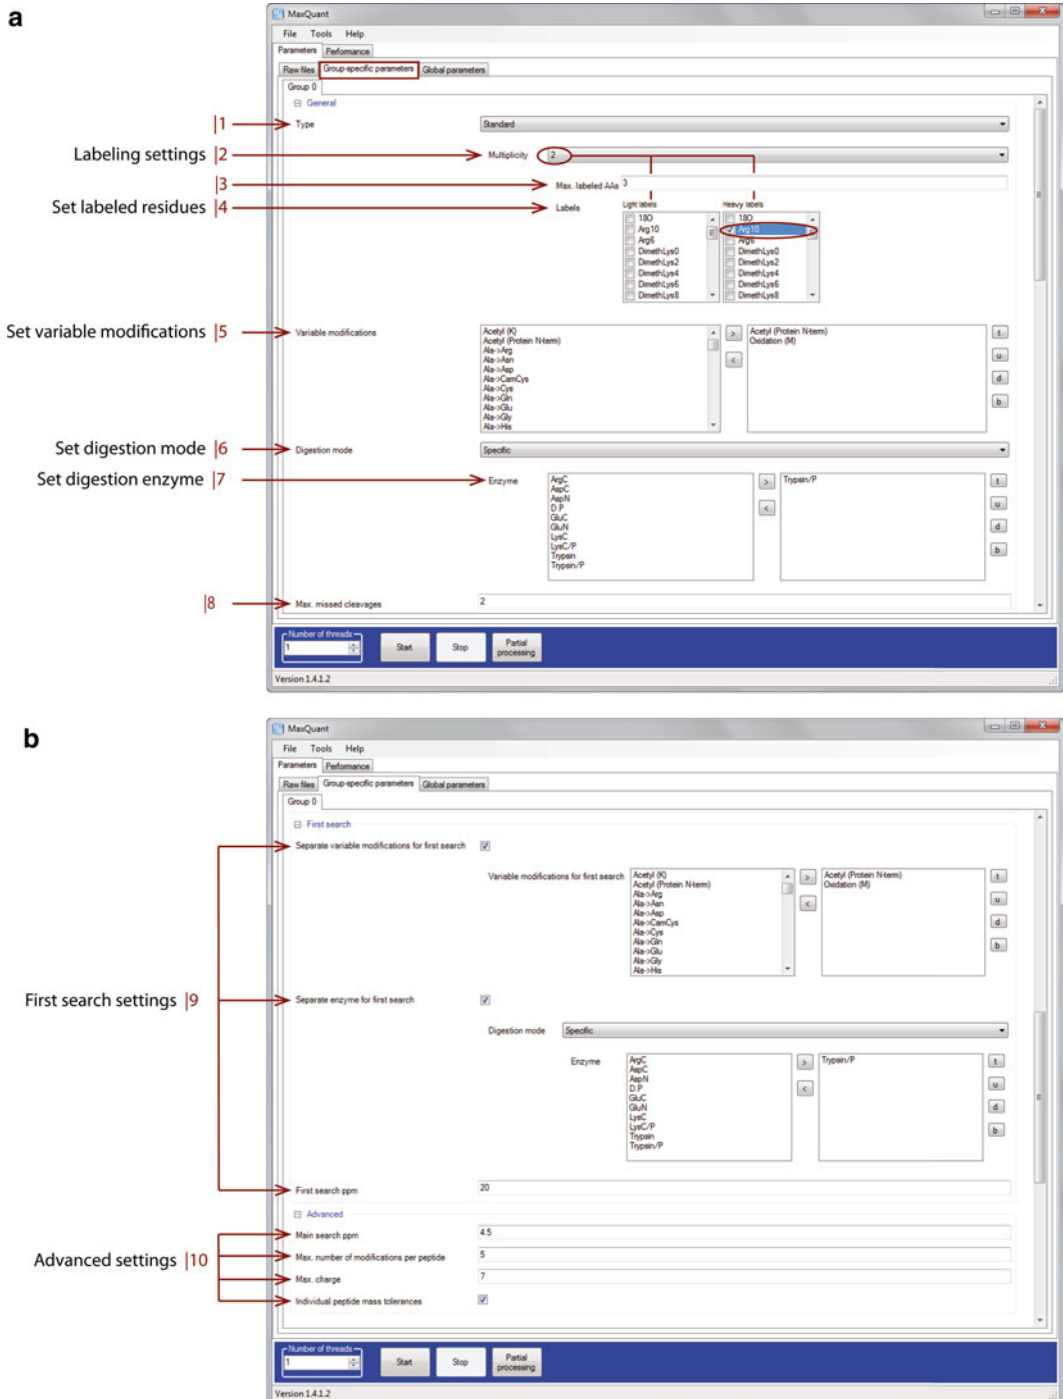 a
MaxQuant
File Tools Help
Parameters Performance
Raw files Group-specific parameters Global parameters
Group 0
General
|1 Type Standard
Labeling settings |2 Multiplicity 2
|3 Max. labeled AAs 3
Set labeled residues |4 Labels Light labels Heavy labels
18O 18O
Arg10 Arg10
Arg6 Arg6
DimethLys0 DimethLys0
DimethLys2 DimethLys2
DimethLys4 DimethLys4
DimethLys6 DimethLys6
DimethLys8 DimethLys8
Set variable modifications |5 Variable modifications
Acetyl (K) > Acetyl (Protein N-term) t
Acetyl (Protein N-term) Oxidation (M)
Ala->Arg u
Ala->Asn <
Ala->Asp d
Ala->CamCys
Ala->Cys b
Ala->Gln
Ala->Glu
Ala->Gly
Ala->His
Set digestion mode |6 Digestion mode Specific
Set digestion enzyme |7 Enzyme
ArgC > Trypsin/P t
AspC
AspN u
D.P <
GluC d
GluN
LysC b
LysC/P
Trypsin
Trypsin/P
|8 Max. missed cleavages 2
Number of threads
1 Start Stop Partial processing
Version 1.4.1.2
b
MaxQuant
File Tools Help
Parameters Performance
Raw files Group-specific parameters Global parameters
Group 0
First search
Separate variable modifications for first search
Variable modifications for first search
Acetyl (K) > Acetyl (Protein N-term) t
Acetyl (Protein N-term) Oxidation (M)
Ala->Arg u
Ala->Asn <
Ala->Asp d
Ala->CamCys
Ala->Cys b
Ala->Gln
Ala->Glu
Ala->Gly
Ala->His
First search settings |9 Separate enzyme for first search
Digestion mode Specific
Enzyme
ArgC > Trypsin/P t
AspC
AspN u
D.P <
GluC d
GluN
LysC b
LysC/P
Trypsin
Trypsin/P
First search ppm 20
Advanced
Main search ppm 4.5
Advanced settings |10 Max. number of modifications per peptide 5
Max. charge 7
Individual peptide mass tolerances
Number of threads
1 Start Stop Partial processing
Version 1.4.1.2